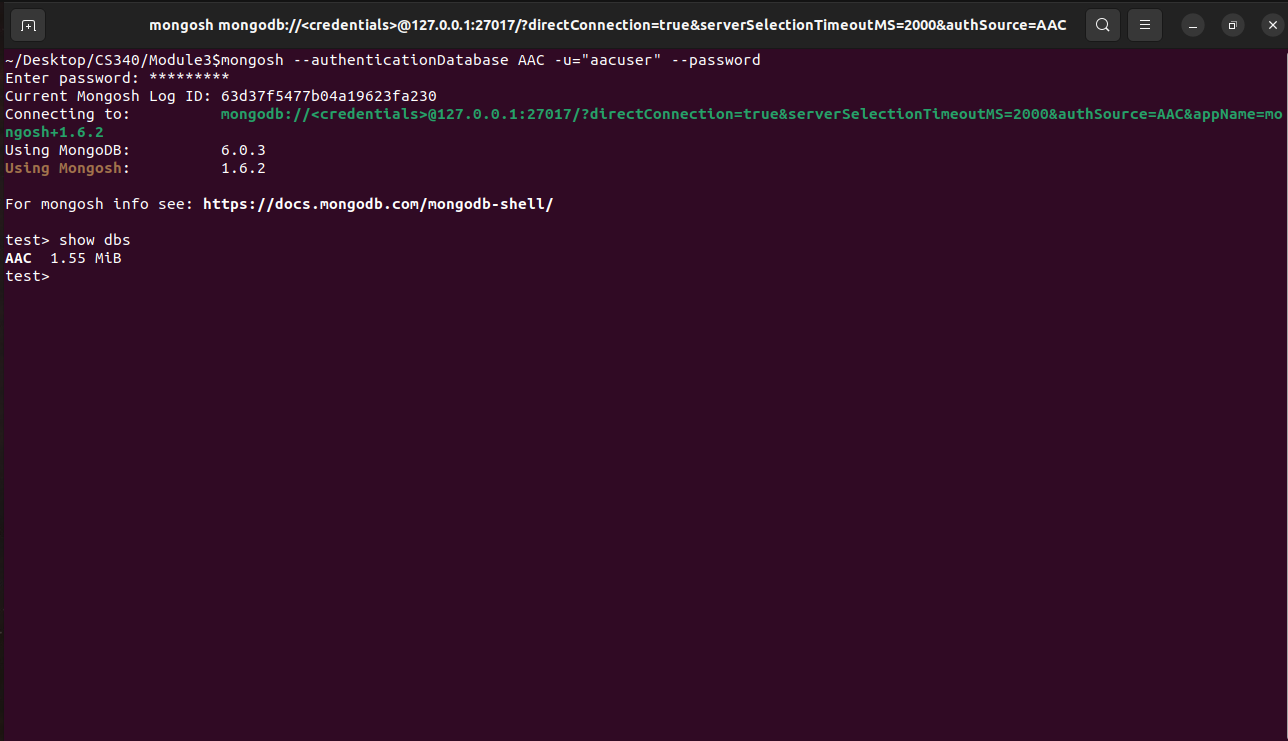 mongosh mongodb://<credentials>@127.0.0.1:27017/?directConnection=true&serverSelectionTimeoutMS=2000&authSource=AAC
~/Desktop/CS340/Module3$mongosh --authenticationDatabase AAC -u="aacuser" --password
Enter password: *********
Current Mongosh Log ID: 63d37f5477b04a19623fa230
Connecting to:          mongodb://<credentials>@127.0.0.1:27017/?directConnection=true&serverSelectionTimeoutMS=2000&authSource=AAC&appName=mo
ngosh+1.6.2
Using MongoDB:          6.0.3
Using Mongosh:          1.6.2
For mongosh info see: https://docs.mongodb.com/mongodb-shell/
test> show dbs
AAC  1.55 MiB
test>